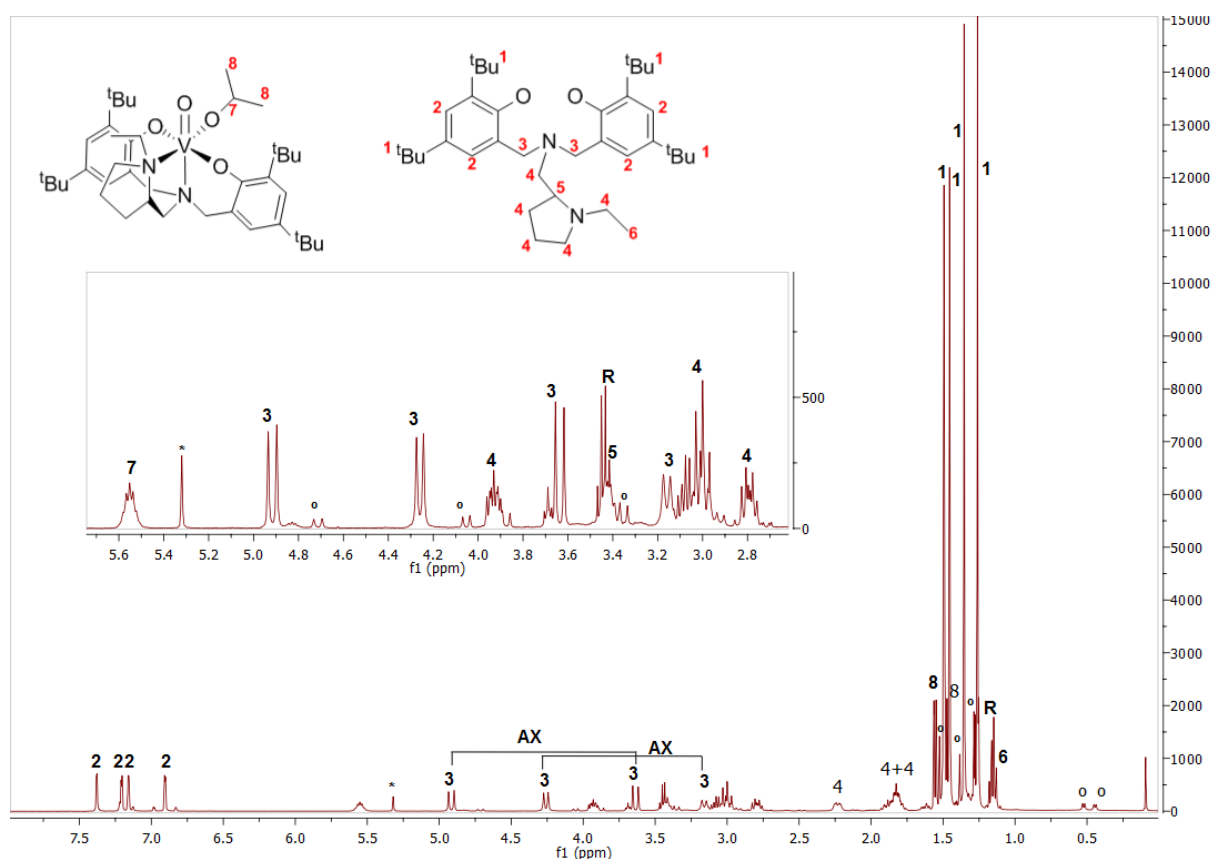 8
8
7
O
O
O
V
N
N
O
tBu
tBu
tBu
tBu
tBu 1
tBu 1
2
O
O
2
1 tBu
tBu 1
2
3
N
3
2
4
5
4
N
4
6
4
4
7
*
3
o
3
o
4
3
R
5
o
3
4
4
500
0
5.6 5.4 5.2 5.0 4.8 4.6 4.4 4.2 4.0 3.8 3.6 3.4 3.2 3.0 2.8
f1 (ppm)
1
1
1
1
8
o
8
o
o
R
6
2 2 2 2
*
AX
AX
3 3 3 3
4
4+4
o o
7.5 7.0 6.5 6.0 5.5 5.0 4.5 4.0 3.5 3.0 2.5 2.0 1.5 1.0 0.5
f1 (ppm)
15000
14000
13000
12000
11000
10000
9000
8000
7000
6000
5000
4000
3000
2000
1000
0